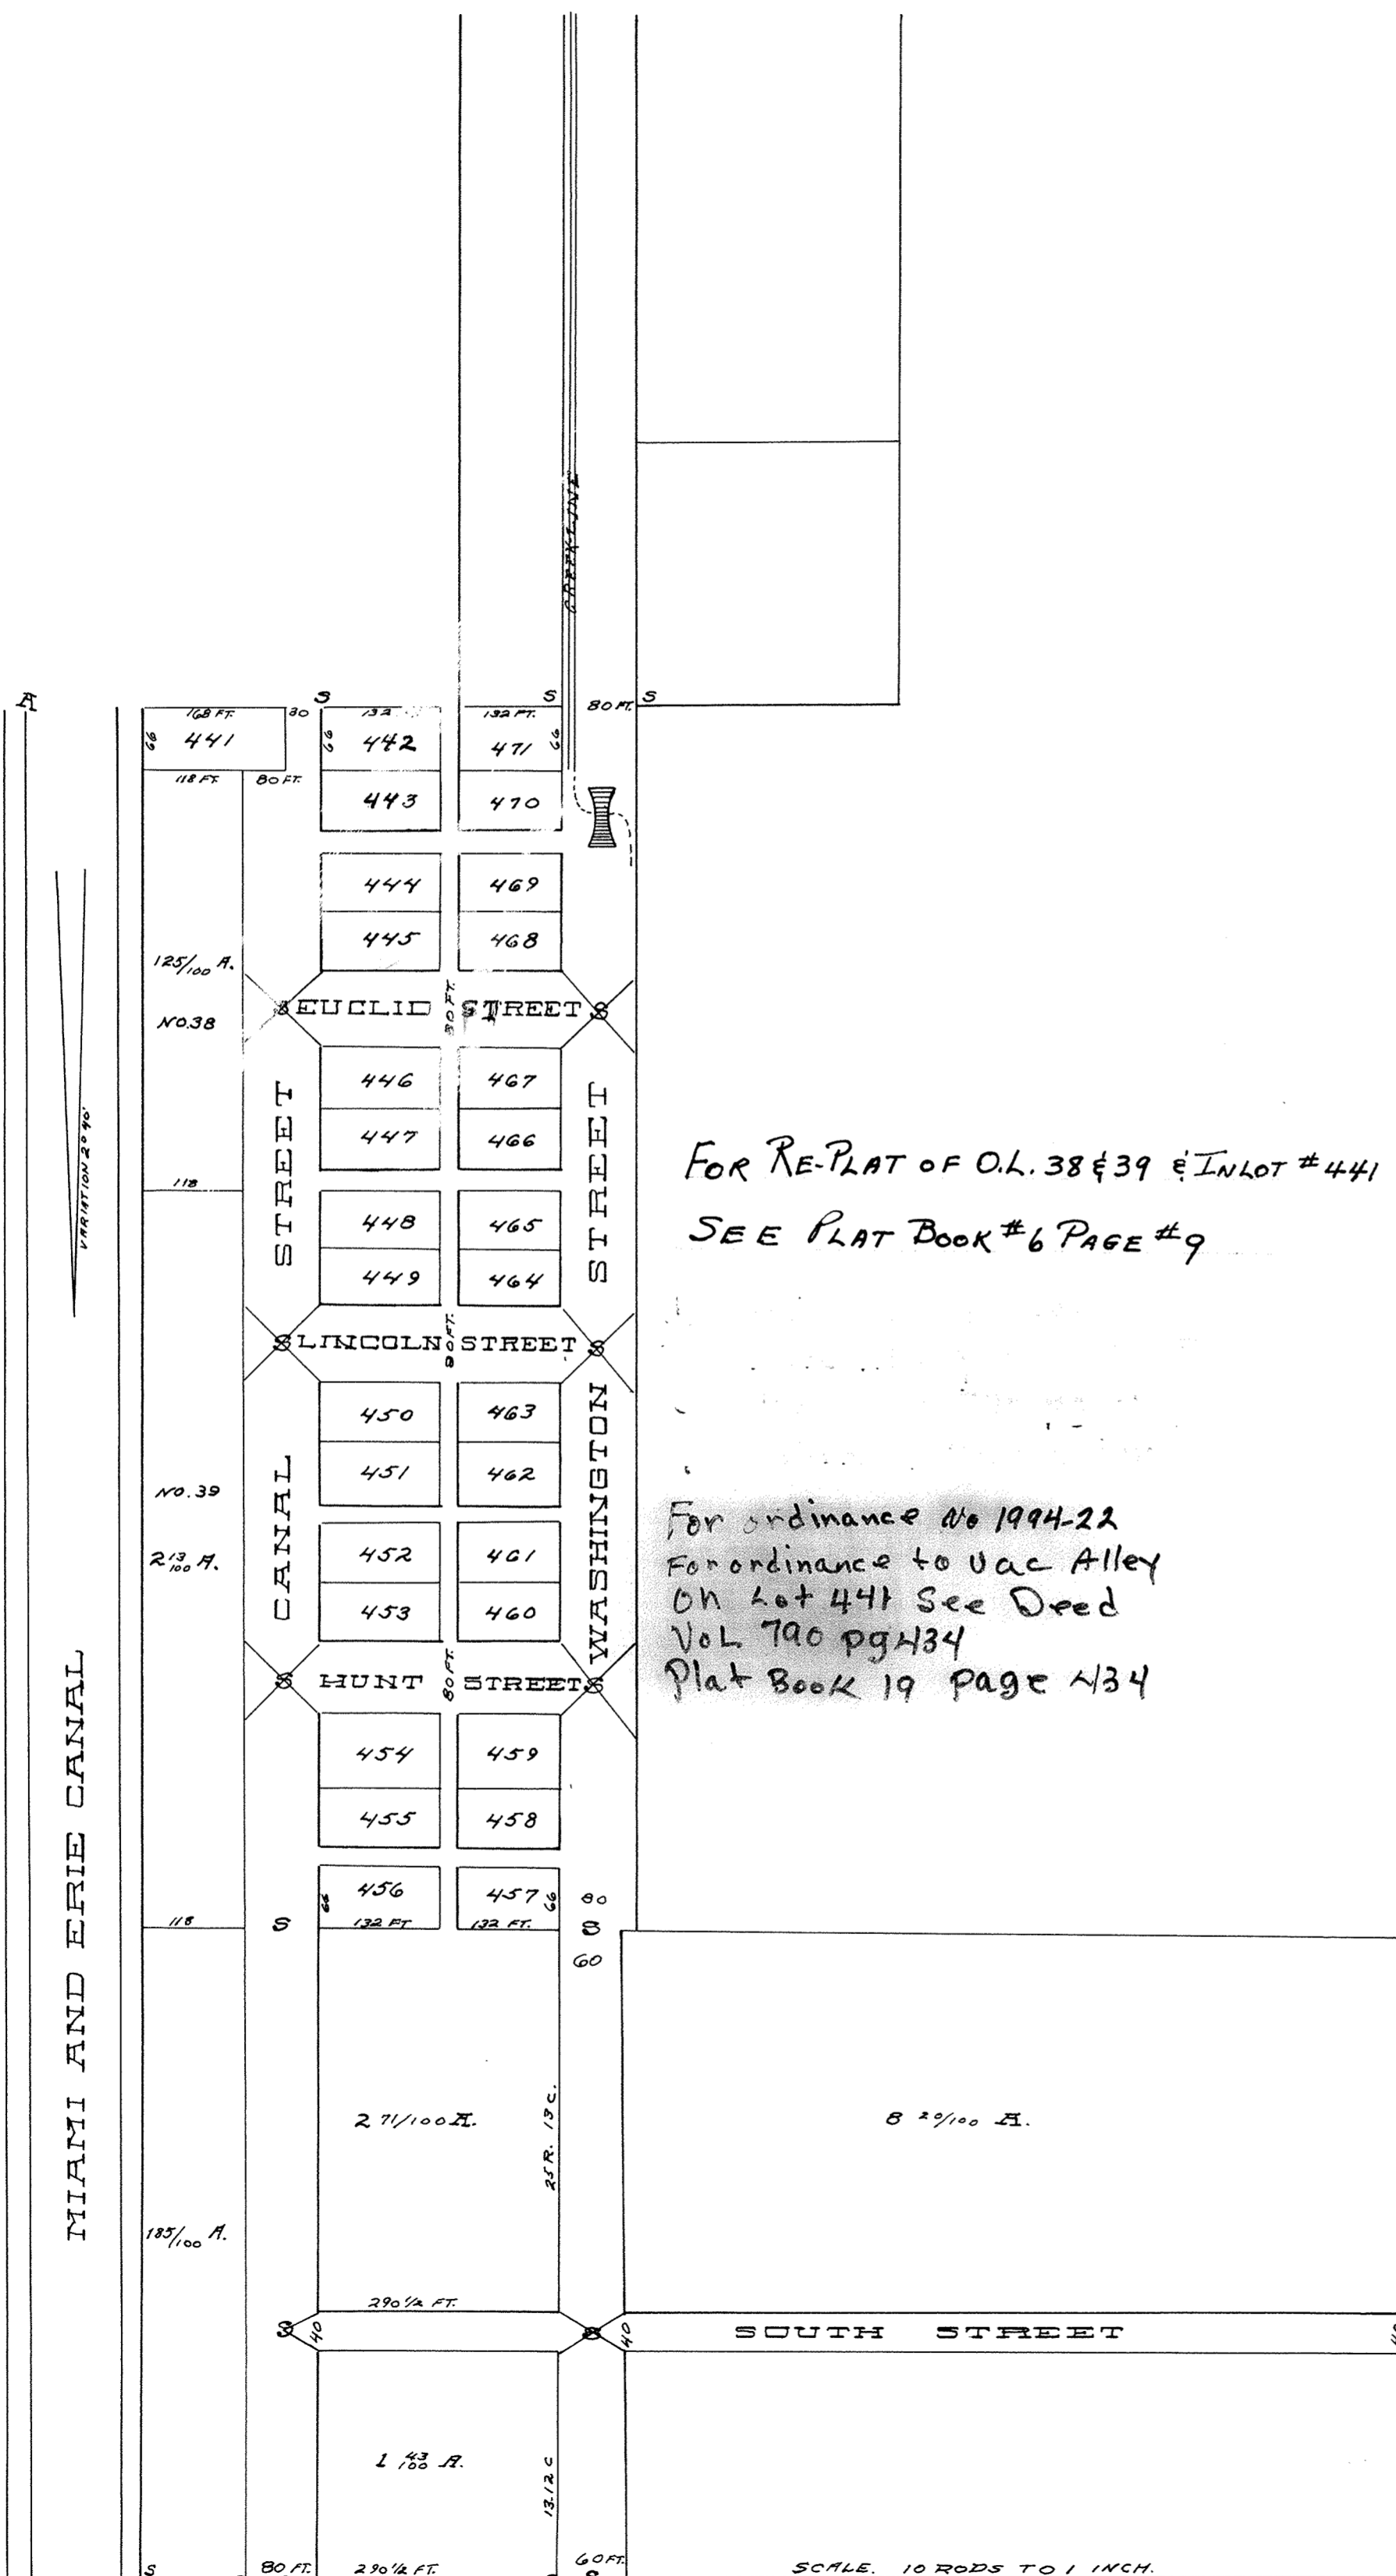 CREEK LINE
A
S
S
80 FT.
S
168 FT.
30
132
132 FT.
66
441
66
442
471
66
118 FT.
80 FT.
443
470
444
469
445
468
125/100 A.
S EUCLID STREET S
80 FT.
NO. 38
446
467
447
466
STREET
STREET
VARIATION 2° 40'
118
448
465
449
464
FOR RE-PLAT OF O.L. 38 & 39 & INLOT # 441
SEE PLAT BOOK #6 PAGE #9
S LINCOLN STREET S
80 FT.
450
463
451
462
NO. 39
2 13/100 A.
CANAL
WASHINGTON
452
461
453
460
For ordinance No 1994-22
For ordinance to vac Alley
On Lot 441 See Deed
Vol 790 pg 434
Plat Book 19 page 434
S HUNT STREET S
80 FT.
454
459
455
458
456
457
66
66
80
118
S
132 FT
132 FT.
S
60
MIAMI AND ERIE CANAL
2 71/100 A.
25 R. 13 C.
8 20/100 A.
185/100 A.
290 1/2 FT.
S
40
S
40
SOUTH STREET
40
1 43/100 A.
13.12 C
S
80 FT.
290 1/2 FT.
60 FT.
S
SCALE. 10 RODS TO 1 INCH.